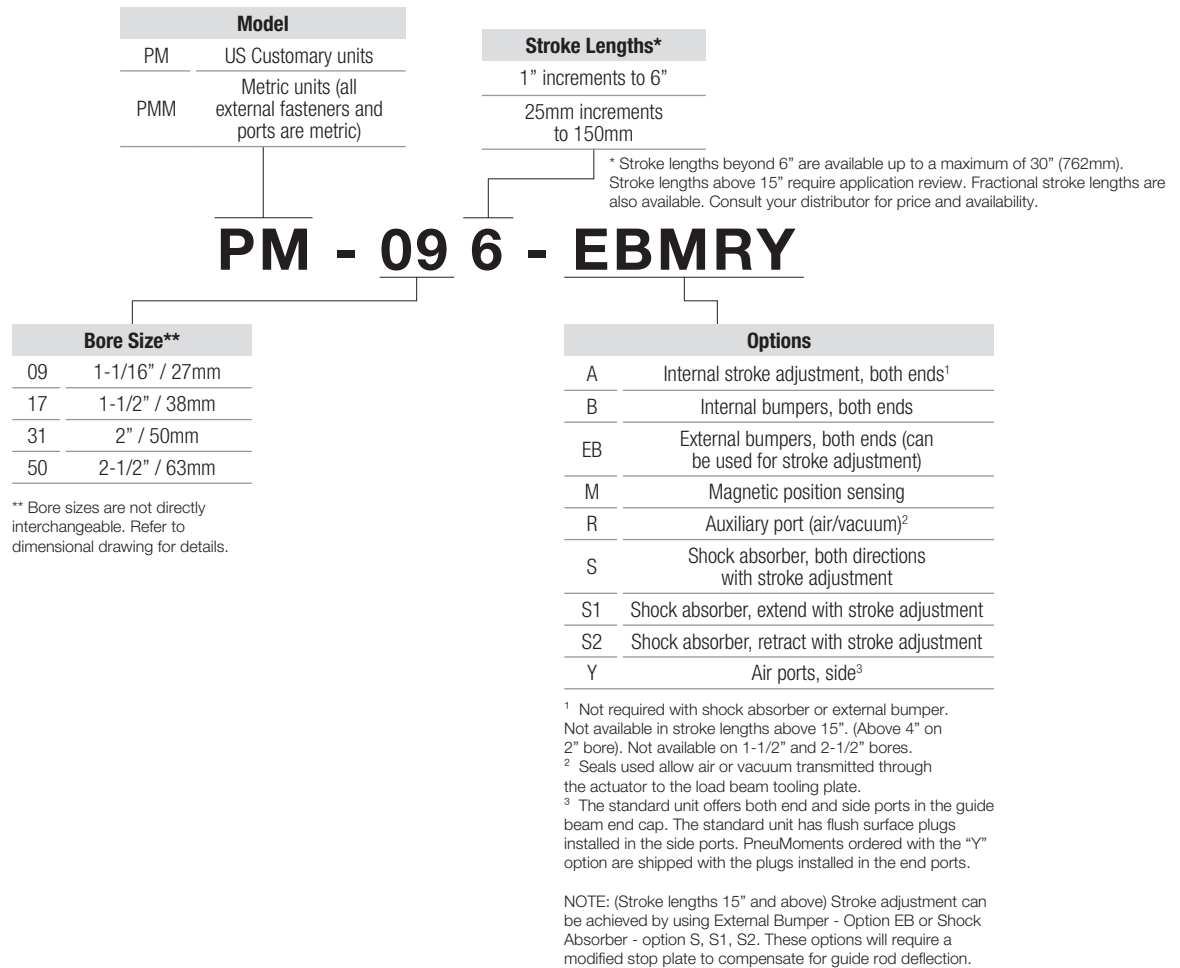 Model
PM US Customary units
PMM Metric units (all
external fasteners and
ports are metric)
Stroke Lengths*
1” increments to 6”
25mm increments
to 150mm
* Stroke lengths beyond 6” are available up to a maximum of 30” (762mm).
Stroke lengths above 15” require application review. Fractional stroke lengths are
also available. Consult your distributor for price and availability.
PM - 09 6 - EBMRY
Bore Size**
09 1-1/16” / 27mm
17 1-1/2” / 38mm
31 2” / 50mm
50 2-1/2” / 63mm
** Bore sizes are not directly
interchangeable. Refer to
dimensional drawing for details.
Options
A Internal stroke adjustment, both ends¹
B Internal bumpers, both ends
EB External bumpers, both ends (can
be used for stroke adjustment)
M Magnetic position sensing
R Auxiliary port (air/vacuum)²
S Shock absorber, both directions
with stroke adjustment
S1 Shock absorber, extend with stroke adjustment
S2 Shock absorber, retract with stroke adjustment
Y Air ports, side³
¹ Not required with shock absorber or external bumper.
Not available in stroke lengths above 15”. (Above 4” on
2” bore). Not available on 1-1/2” and 2-1/2” bores.
² Seals used allow air or vacuum transmitted through
the actuator to the load beam tooling plate.
³ The standard unit offers both end and side ports in the guide
beam end cap. The standard unit has flush surface plugs
installed in the side ports. PneuMoments ordered with the “Y”
option are shipped with the plugs installed in the end ports.
NOTE: (Stroke lengths 15” and above) Stroke adjustment can
be achieved by using External Bumper - Option EB or Shock
Absorber - option S, S1, S2. These options will require a
modified stop plate to compensate for guide rod deflection.